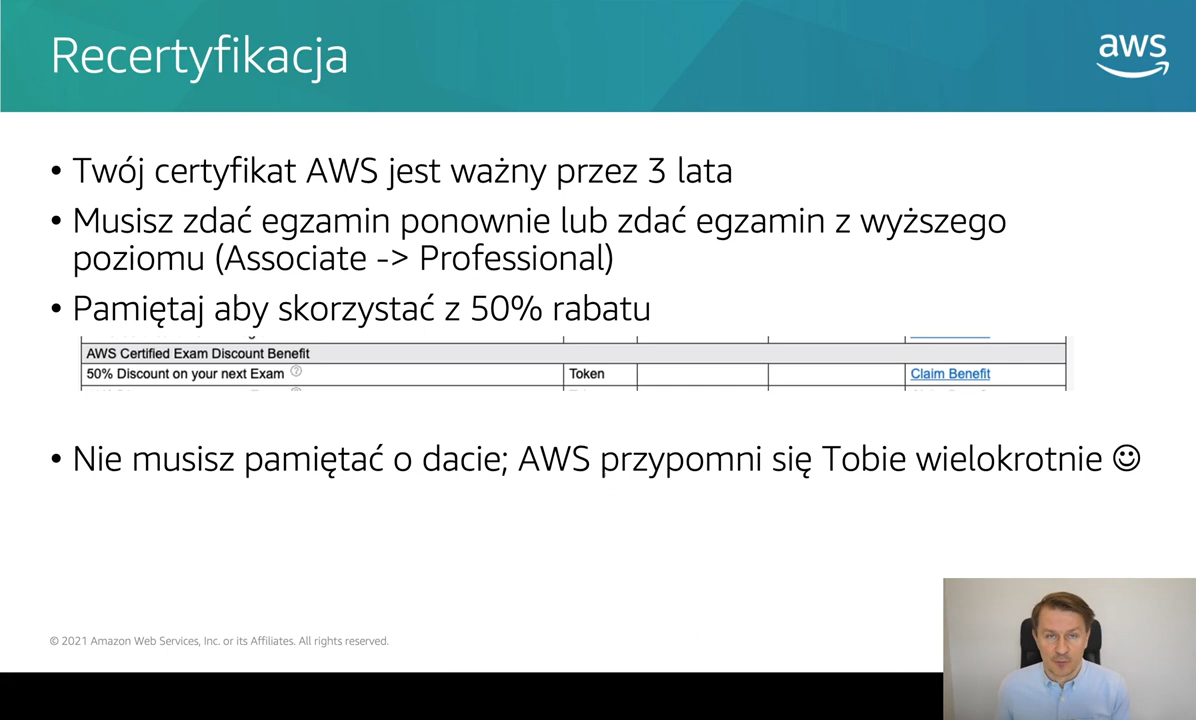 Recertyfikacja
aws
• Twój certyfikat AWS jest ważny przez 3 lata
• Musisz zdać egzamin ponownie lub zdać egzamin z wyższego
poziomu (Associate -> Professional)
• Pamiętaj aby skorzystać z 50% rabatu
AWS Certified Exam Discount Benefit
50% Discount on your next Exam ? Token Claim Benefit
• Nie musisz pamiętać o dacie; AWS przypomni się Tobie wielokrotnie ☺
© 2021 Amazon Web Services, Inc. or its Affiliates. All rights reserved.